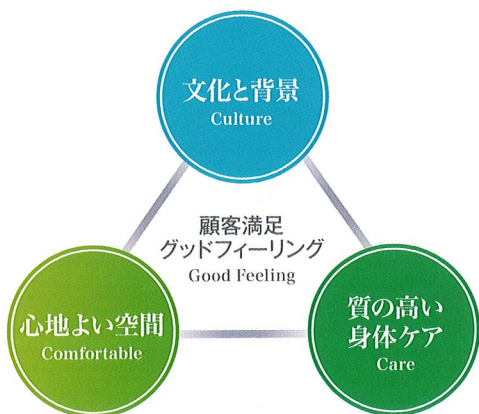 文化と背景
Culture
顧客満足
グッドフィーリング
Good Feeling
心地よい空間
Comfortable
質の高い
身体ケア
Care